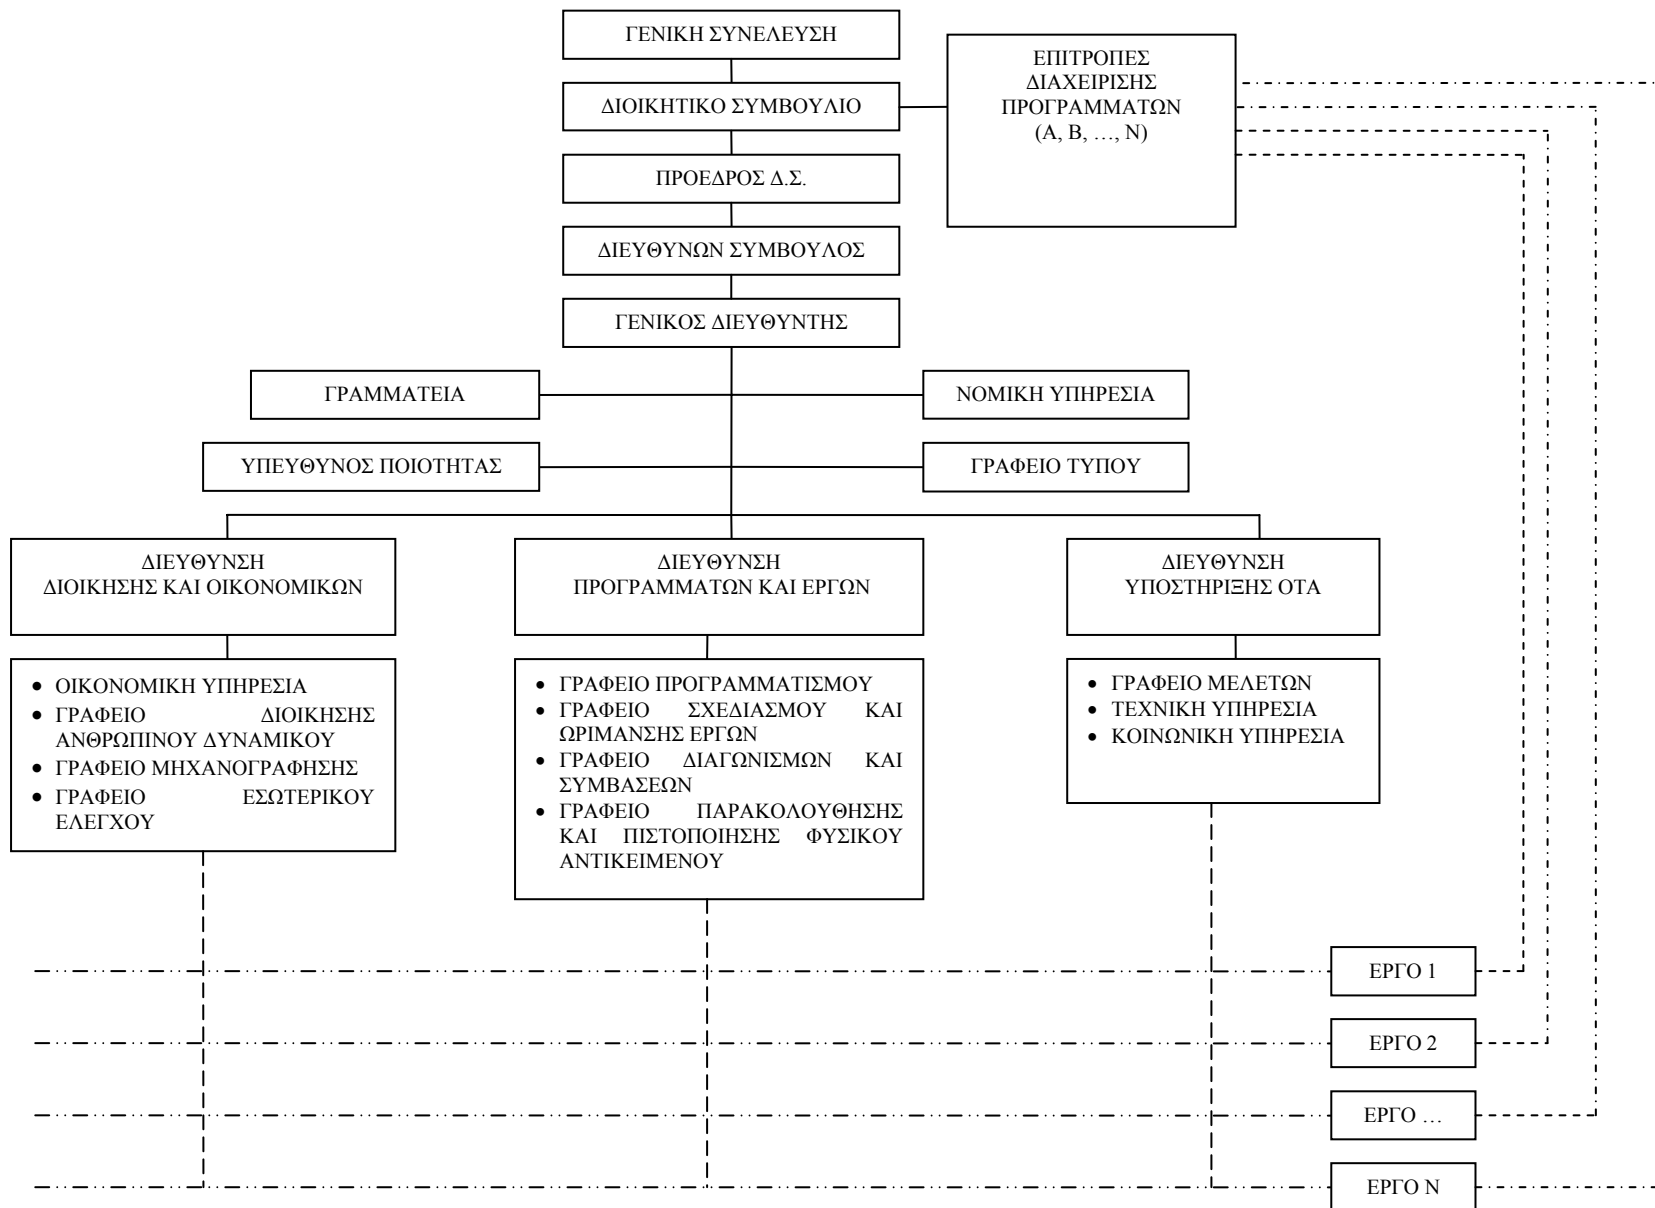 ΓΕΝΙΚΗ ΣΥΝΕΛΕΥΣΗ
ΔΙΟΙΚΗΤΙΚΟ ΣΥΜΒΟΥΛΙΟ
ΕΠΙΤΡΟΠΕΣ
ΔΙΑΧΕΙΡΙΣΗΣ
ΠΡΟΓΡΑΜΜΑΤΩΝ
(Α, Β, …, Ν)
ΠΡΟΕΔΡΟΣ Δ.Σ.
ΔΙΕΥΘΥΝΩΝ ΣΥΜΒΟΥΛΟΣ
ΓΕΝΙΚΟΣ ΔΙΕΥΘΥΝΤΗΣ
ΓΡΑΜΜΑΤΕΙΑ
ΝΟΜΙΚΗ ΥΠΗΡΕΣΙΑ
ΥΠΕΥΘΥΝΟΣ ΠΟΙΟΤΗΤΑΣ
ΓΡΑΦΕΙΟ ΤΥΠΟΥ
ΔΙΕΥΘΥΝΣΗ
ΔΙΟΙΚΗΣΗΣ ΚΑΙ ΟΙΚΟΝΟΜΙΚΩΝ
• ΟΙΚΟΝΟΜΙΚΗ ΥΠΗΡΕΣΙΑ
• ΓΡΑΦΕΙΟ ΔΙΟΙΚΗΣΗΣ
ΑΝΘΡΩΠΙΝΟΥ ΔΥΝΑΜΙΚΟΥ
• ΓΡΑΦΕΙΟ ΜΗΧΑΝΟΓΡΑΦΗΣΗΣ
• ΓΡΑΦΕΙΟ ΕΣΩΤΕΡΙΚΟΥ
ΕΛΕΓΧΟΥ
ΔΙΕΥΘΥΝΣΗ
ΠΡΟΓΡΑΜΜΑΤΩΝ ΚΑΙ ΕΡΓΩΝ
• ΓΡΑΦΕΙΟ ΠΡΟΓΡΑΜΜΑΤΙΣΜΟΥ
• ΓΡΑΦΕΙΟ ΣΧΕΔΙΑΣΜΟΥ ΚΑΙ
ΩΡΙΜΑΝΣΗΣ ΕΡΓΩΝ
• ΓΡΑΦΕΙΟ ΔΙΑΓΩΝΙΣΜΩΝ ΚΑΙ
ΣΥΜΒΑΣΕΩΝ
• ΓΡΑΦΕΙΟ ΠΑΡΑΚΟΛΟΥΘΗΣΗΣ
ΚΑΙ ΠΙΣΤΟΠΟΙΗΣΗΣ ΦΥΣΙΚΟΥ
ΑΝΤΙΚΕΙΜΕΝΟΥ
ΔΙΕΥΘΥΝΣΗ
ΥΠΟΣΤΗΡΙΞΗΣ ΟΤΑ
• ΓΡΑΦΕΙΟ ΜΕΛΕΤΩΝ
• ΤΕΧΝΙΚΗ ΥΠΗΡΕΣΙΑ
• ΚΟΙΝΩΝΙΚΗ ΥΠΗΡΕΣΙΑ
ΕΡΓΟ 1
ΕΡΓΟ 2
ΕΡΓΟ …
ΕΡΓΟ Ν